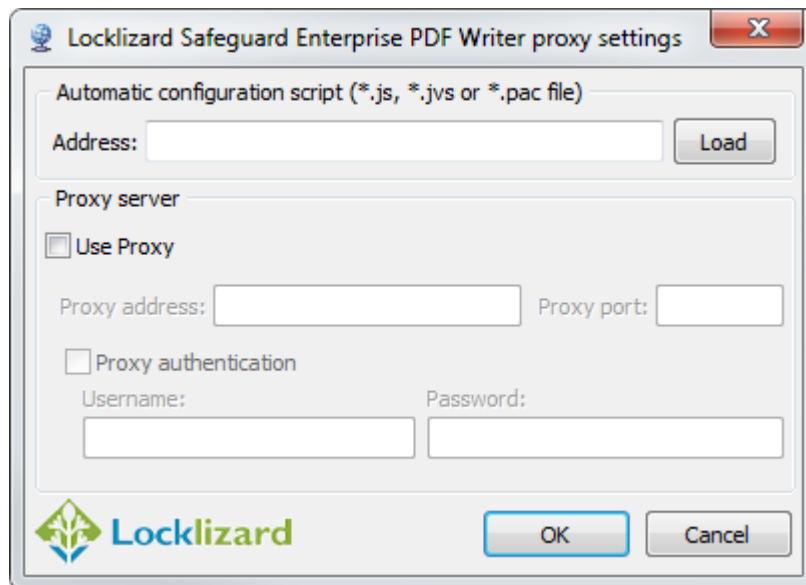 Locklizard Safeguard Enterprise PDF Writer proxy settings
Automatic configuration script (*.js, *.jvs or *.pac file)
Address:
Load
Proxy server
Use Proxy
Proxy address:
Proxy port:
Proxy authentication
Username:
Password:
Locklizard
OK
Cancel